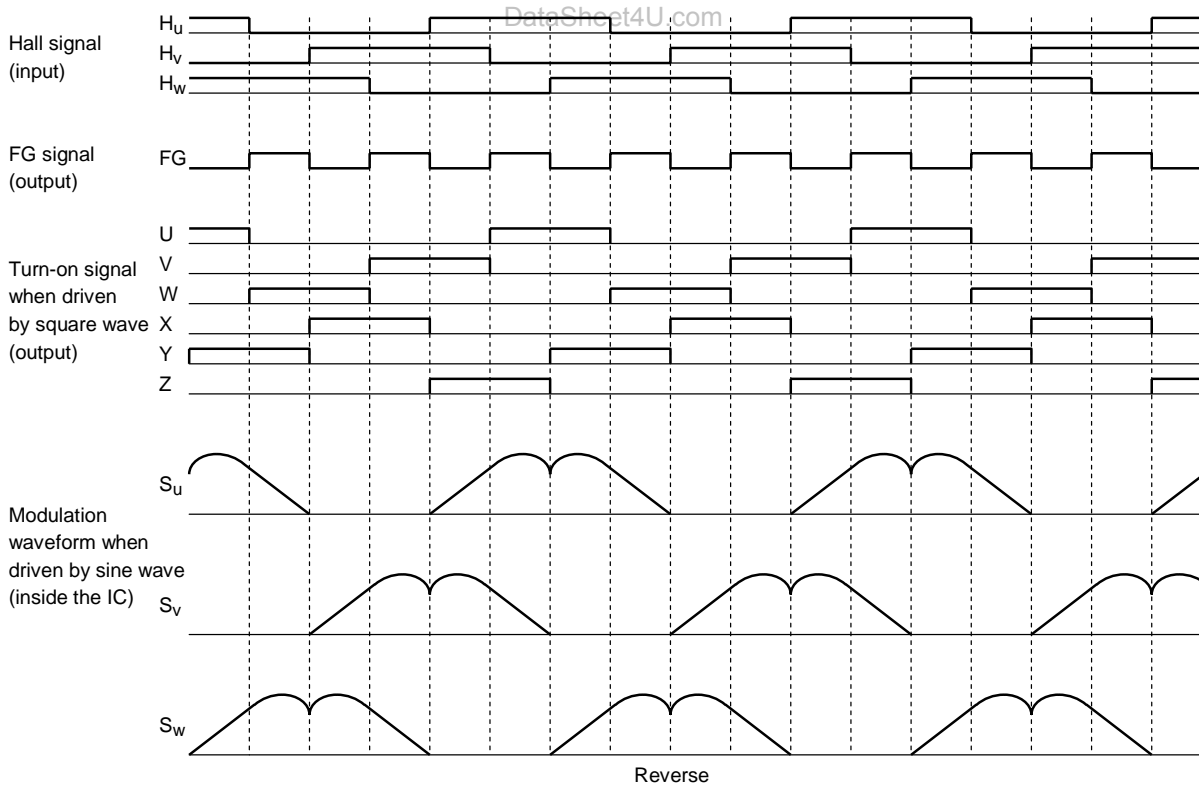 DataSheet4U.com
Hall signal
(input)
Hu
Hv
Hw
FG signal
(output)
FG
Turn-on signal
when driven
by square wave
(output)
U
V
W
X
Y
Z
Modulation
waveform when
driven by sine wave
(inside the IC)
Su
Sv
Sw
Reverse